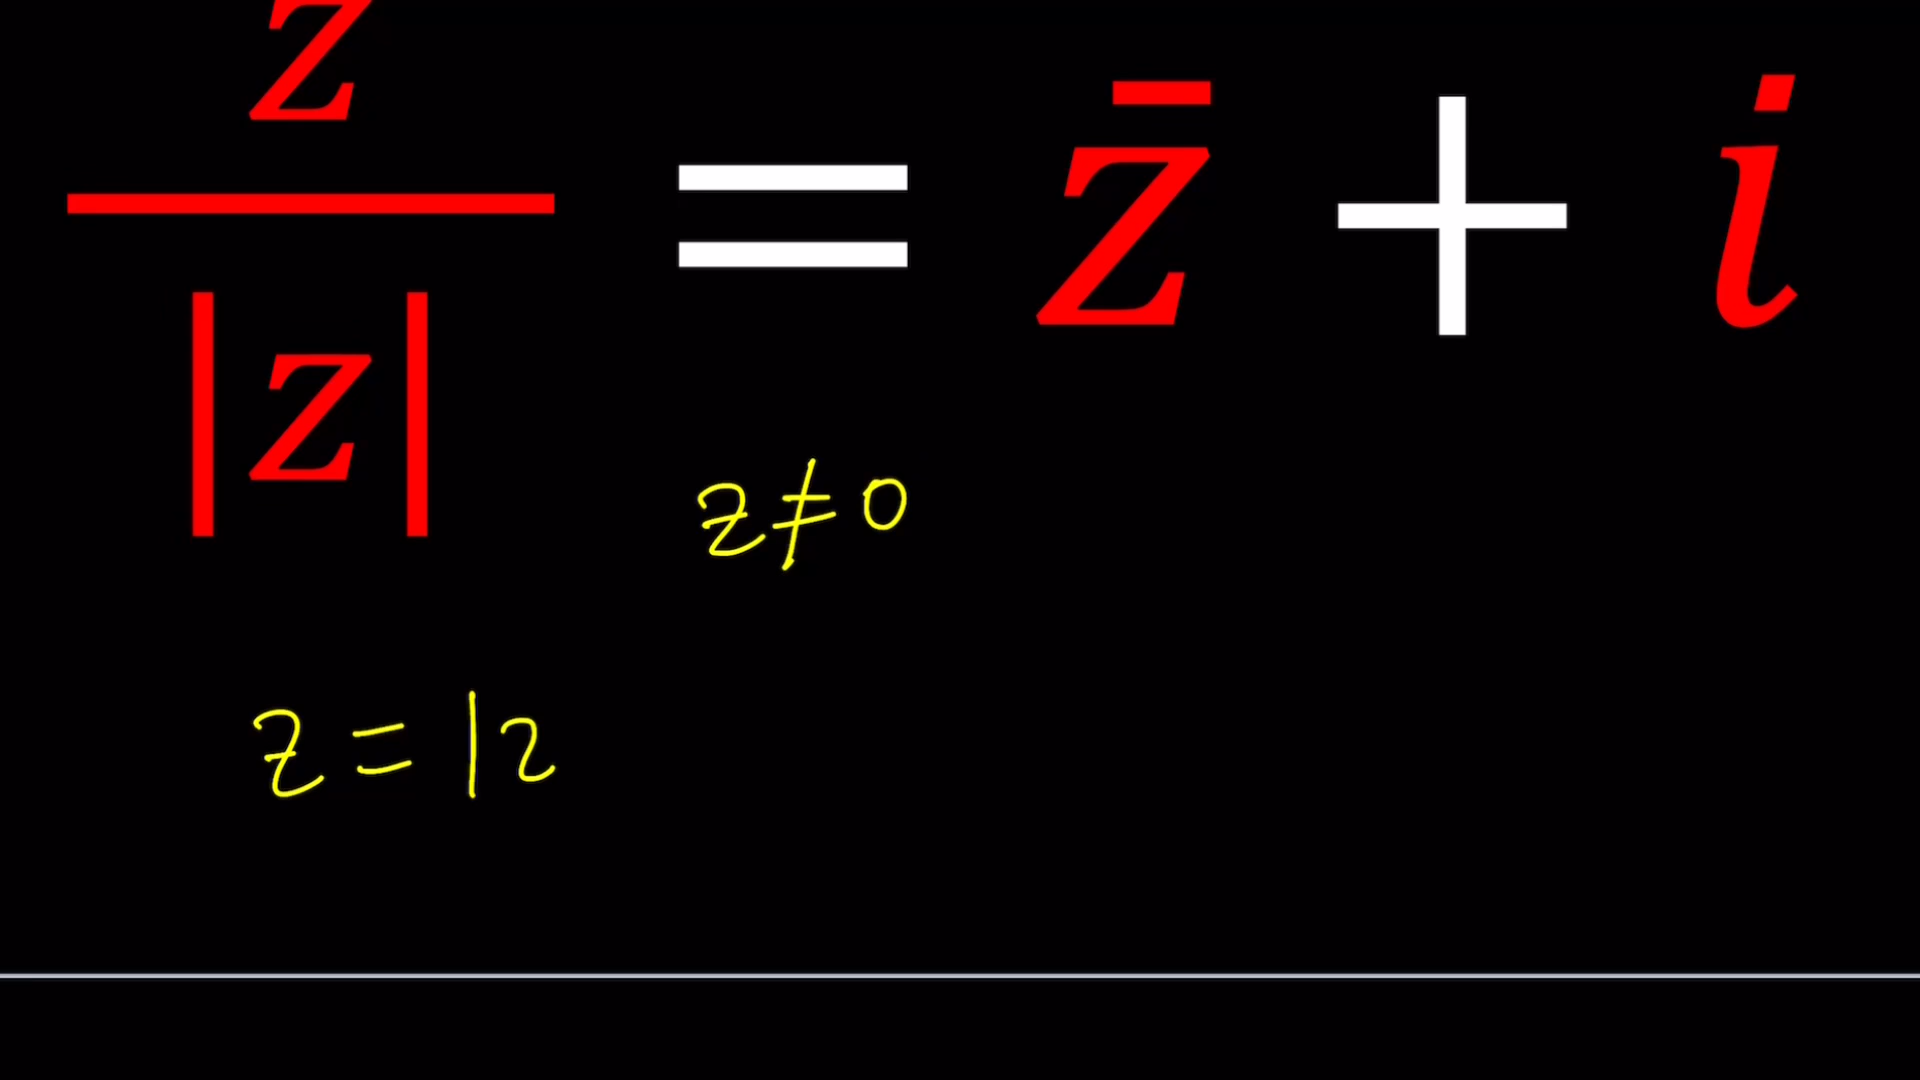 z/|z| = z̄ + i
z ≠ 0
z = |z